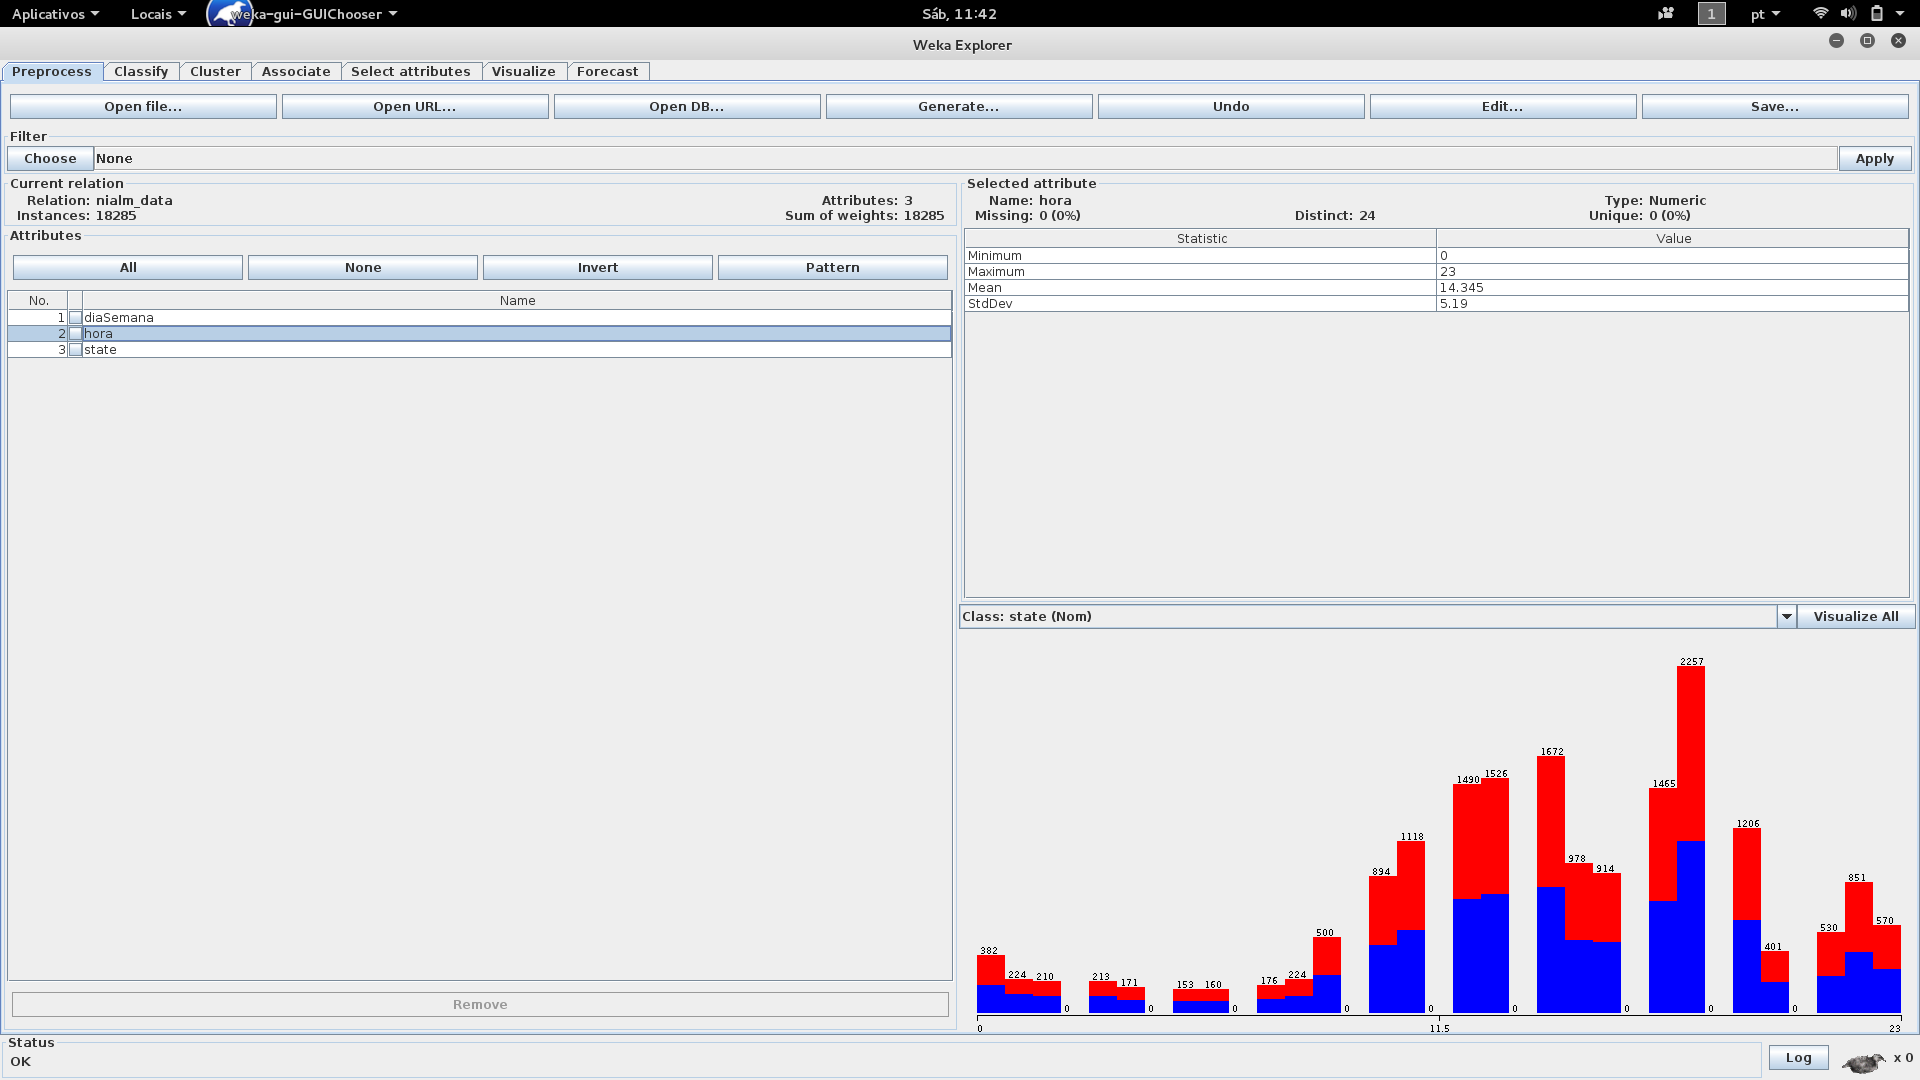 Aplicativos Locais weka-gui-GUIChooser Sáb, 11:42 1 pt
Weka Explorer
Preprocess Classify Cluster Associate Select attributes Visualize Forecast
Open file... Open URL... Open DB... Generate... Undo Edit... Save...
Filter
Choose None Apply
Current relation
Relation: nialm_data Attributes: 3
Instances: 18285 Sum of weights: 18285
Attributes
All None Invert Pattern
No. Name
1 diaSemana
2 hora
3 state
Remove
Selected attribute
Name: hora Type: Numeric
Missing: 0 (0%) Distinct: 24 Unique: 0 (0%)
Statistic Value
Minimum 0
Maximum 23
Mean 14.345
StdDev 5.19
Class: state (Nom) Visualize All
382 224 210 0 213 171 0 153 160 0 176 224 500 0 894 1118 0 1490 1526 0 1672 978 914 0 1465 2257 0 1206 401 0 530 851 570
0 11.5 23
Status
OK Log x 0